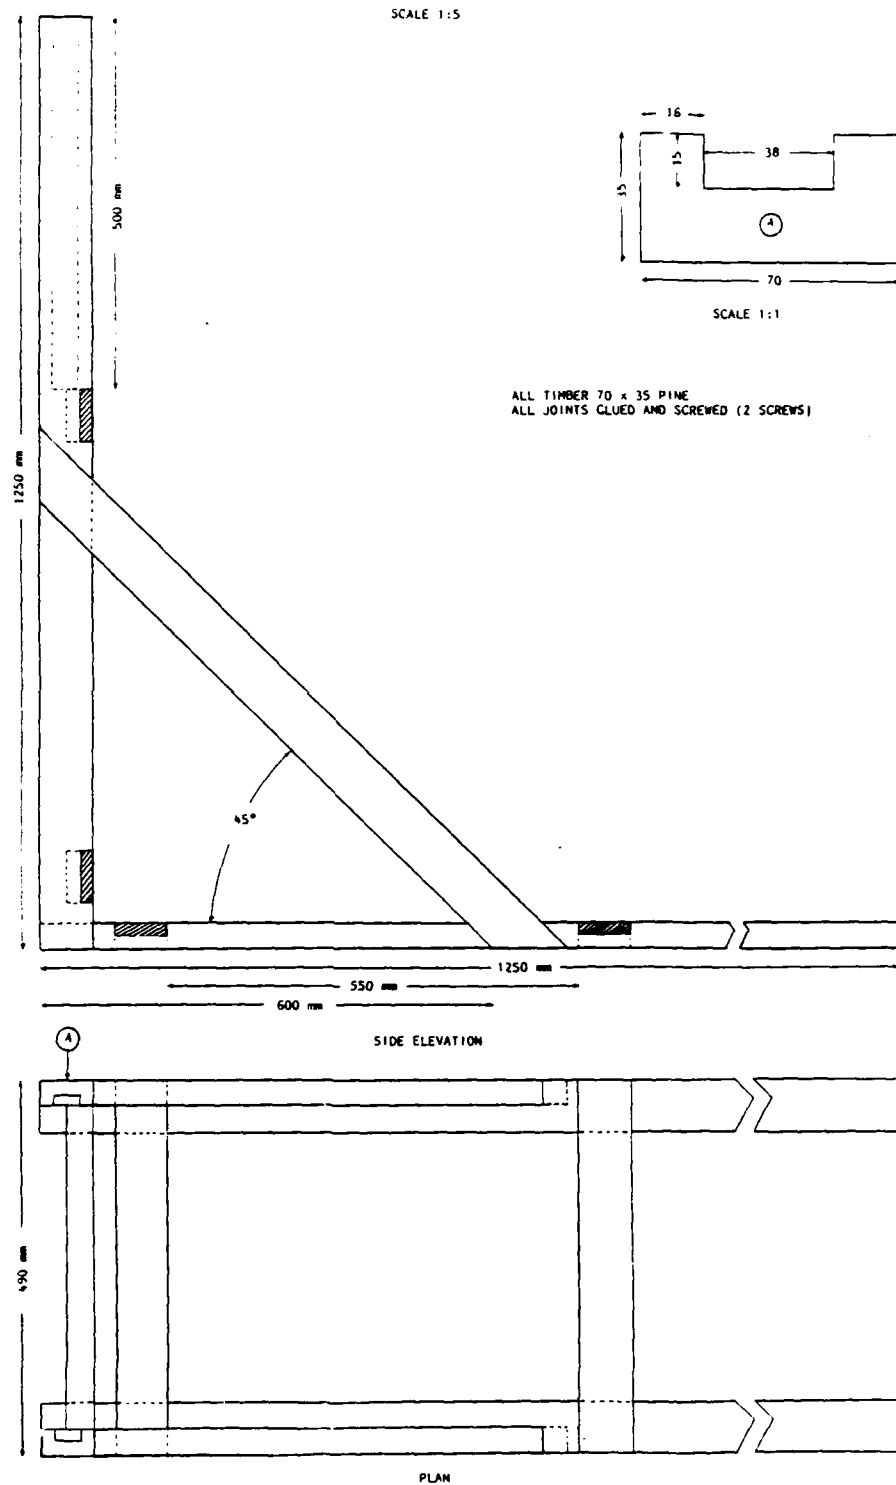 SCALE 1:5
16
38
15
35
A
70
SCALE 1:1
500 mm
ALL TIMBER 70 x 35 PINE
ALL JOINTS GLUED AND SCREWED (2 SCREWS)
1250 mm
45°
1250 mm
550 mm
600 mm
A
SIDE ELEVATION
490 mm
PLAN